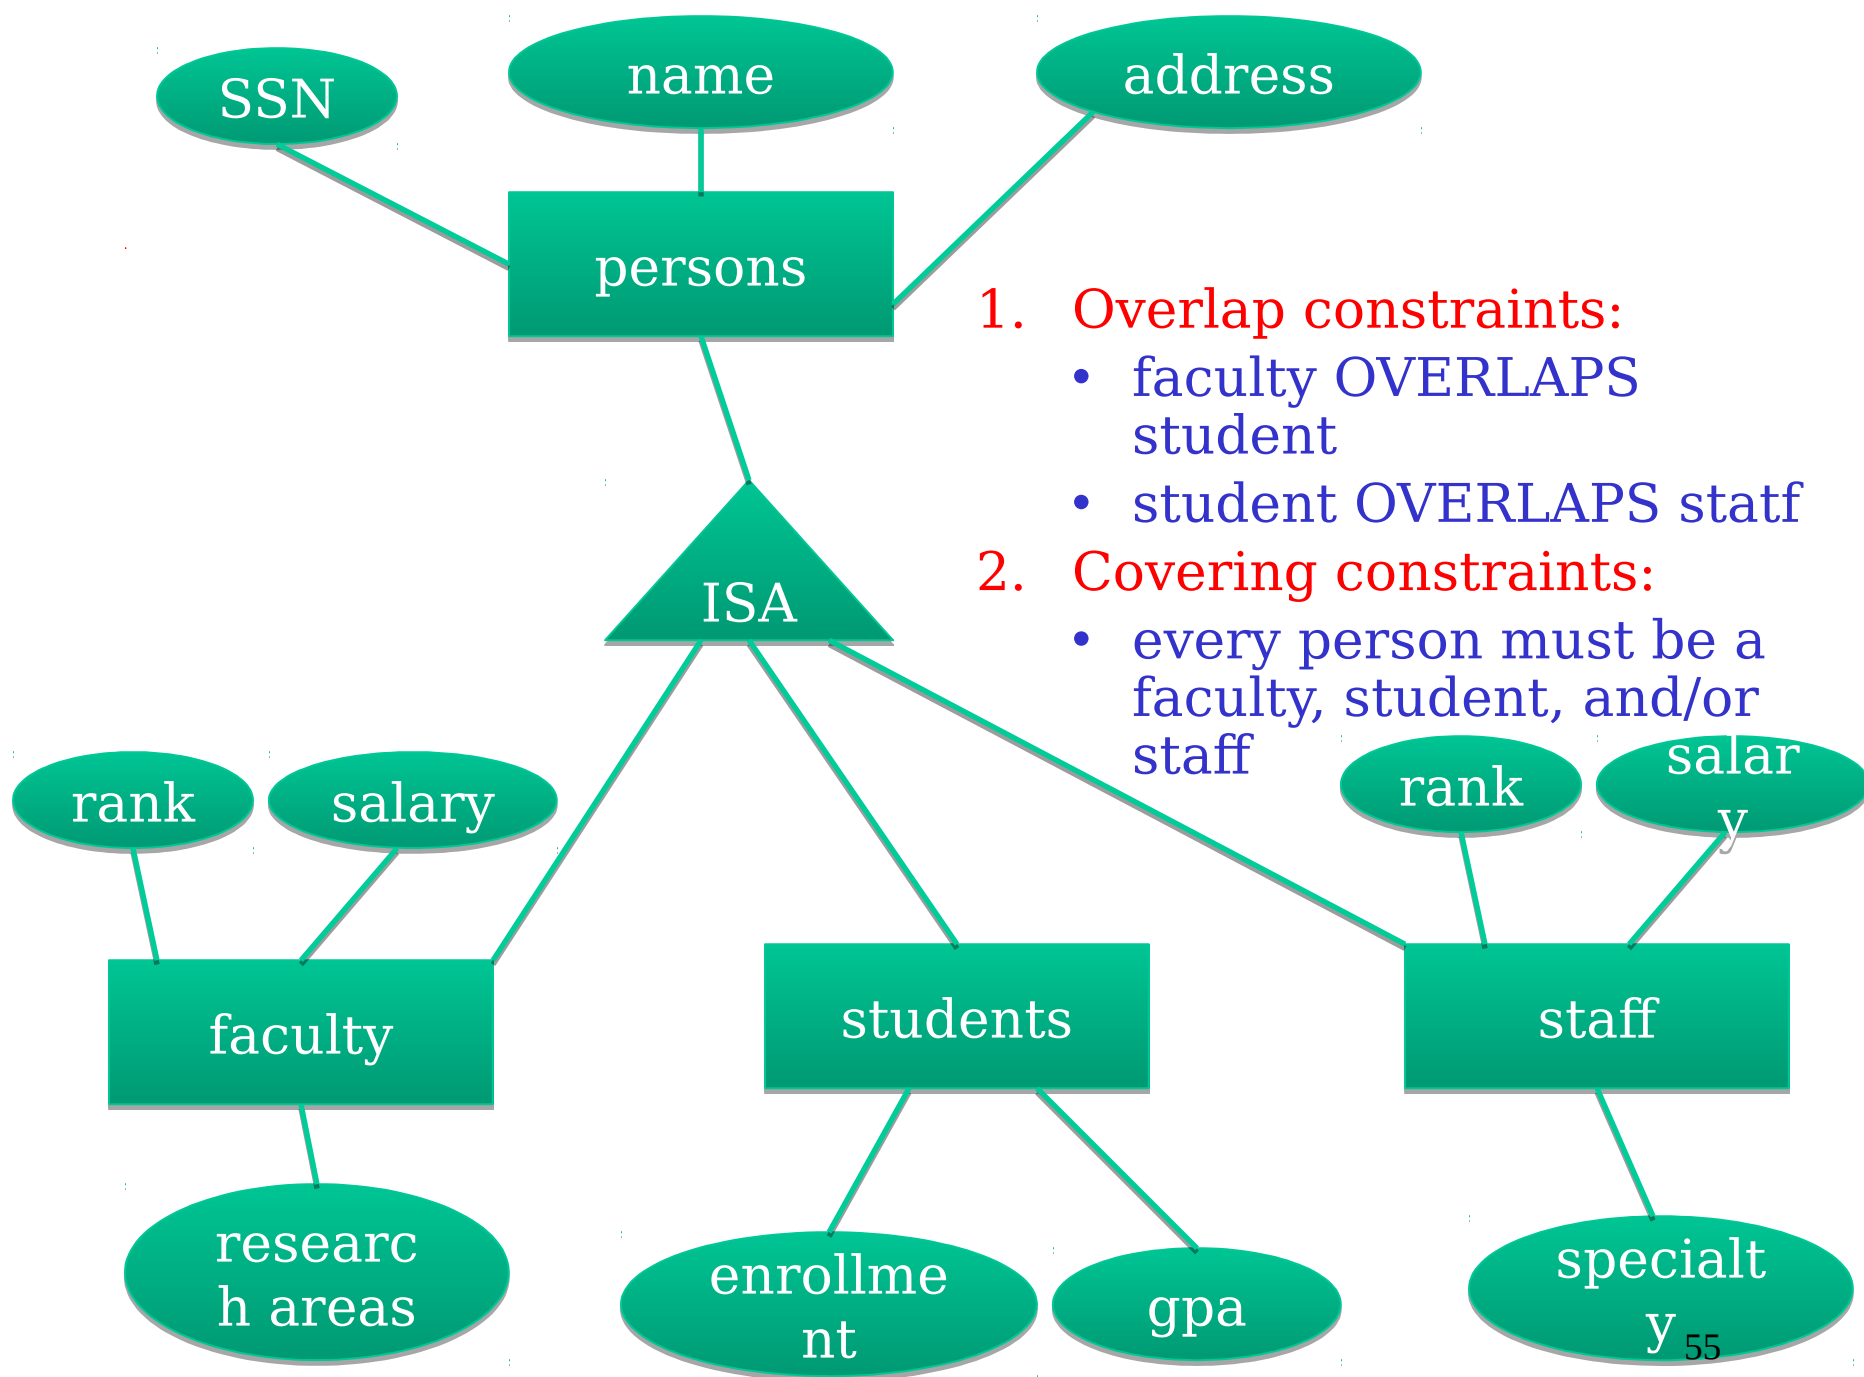 SSN
name
address
persons
1. Overlap constraints:
• faculty OVERLAPS
student
• student OVERLAPS statf
2. Covering constraints:
• every person must be a
faculty, student, and/or
staff
ISA
rank
salary
rank
salar
y
faculty
students
staff
researc
h areas
enrollme
nt
gpa
specialt
y
55